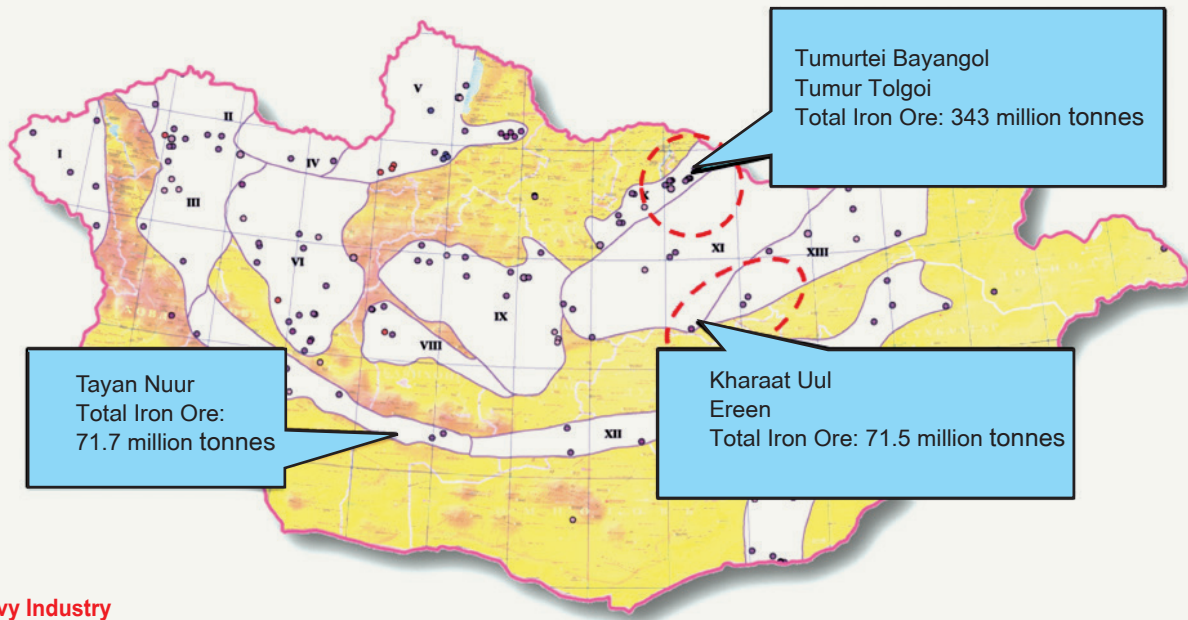 Tumurtei Bayangol
Tumur Tolgoi
Total Iron Ore: 343 million tonnes
V
II
I
IV
III
X
XI
XIII
VI
IX
VIII
Tayan Nuur
Total Iron Ore:
71.7 million tonnes
Kharaat Uul
Ereen
Total Iron Ore: 71.5 million tonnes
XII
vy Industry